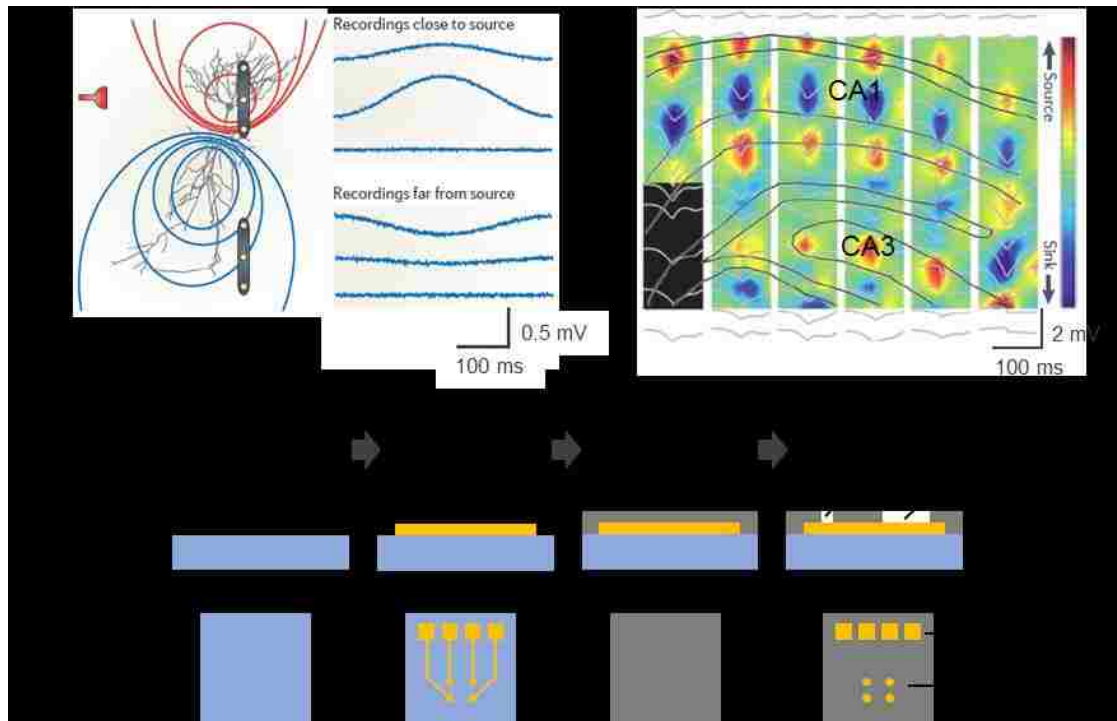 Recordings close to source
Recordings far from source
0.5 mV
100 ms
CA1
CA3
Source
Sink
2 mV
100 ms